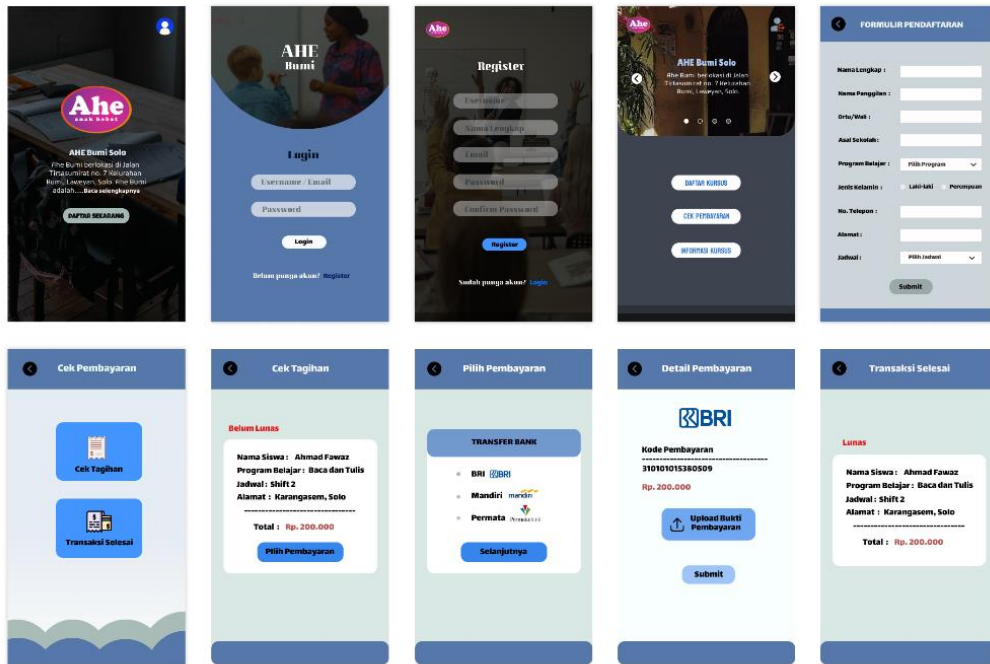 Ahe
anak hebat
AHE Bumi Solo
Ahe Bumi berlokasi di Jalan
Tirtasumirat no. 7 Kelurahan
Bumi, Laweyan, Solo. Ahe Bumi
adalah....Baca selengkapnya
DAFTAR SEKARANG
AHE
Bumi
Login
Username / Email
Password
Login
Belum punya akun? Register
Ahe
Register
Username
Nama Lengkap
Email
Password
Confirm Password
Register
Sudah punya akun? Login
Ahe
AHE Bumi Solo
Ahe Bumi berlokasi di Jalan
Tirtasumirat no. 7 Kelurahan
Bumi, Laweyan, Solo.
DAFTAR KURSUS
CEK PEMBAYARAN
INFORMASI KURSUS
FORMULIR PENDAFTARAN
Nama Lengkap :
Nama Panggilan :
Ortu/Wali :
Asal Sekolah :
Program Belajar : Pilih Program
Jenis Kelamin : Laki-laki Perempuan
No. Telepon :
Alamat :
Jadwal : Pilih Jadwal
Submit
Cek Pembayaran
Cek Tagihan
Transaksi Selesai
Cek Tagihan
Belum Lunas
Nama Siswa : Ahmad Fawaz
Program Belajar : Baca dan Tulis
Jadwal : Shift 2
Alamat : Karangasem, Solo
--------------------------------
Total : Rp. 200.000
Pilih Pembayaran
Pilih Pembayaran
TRANSFER BANK
BRI BRI
Mandiri mandiri
Permata PermataBank
Selanjutnya
Detail Pembayaran
BRI
Kode Pembayaran
------------------------------------
310101015380509
Rp. 200.000
Upload Bukti
Pembayaran
Submit
Transaksi Selesai
Lunas
Nama Siswa : Ahmad Fawaz
Program Belajar : Baca dan Tulis
Jadwal : Shift 2
Alamat : Karangasem, Solo
--------------------------------
Total : Rp. 200.000